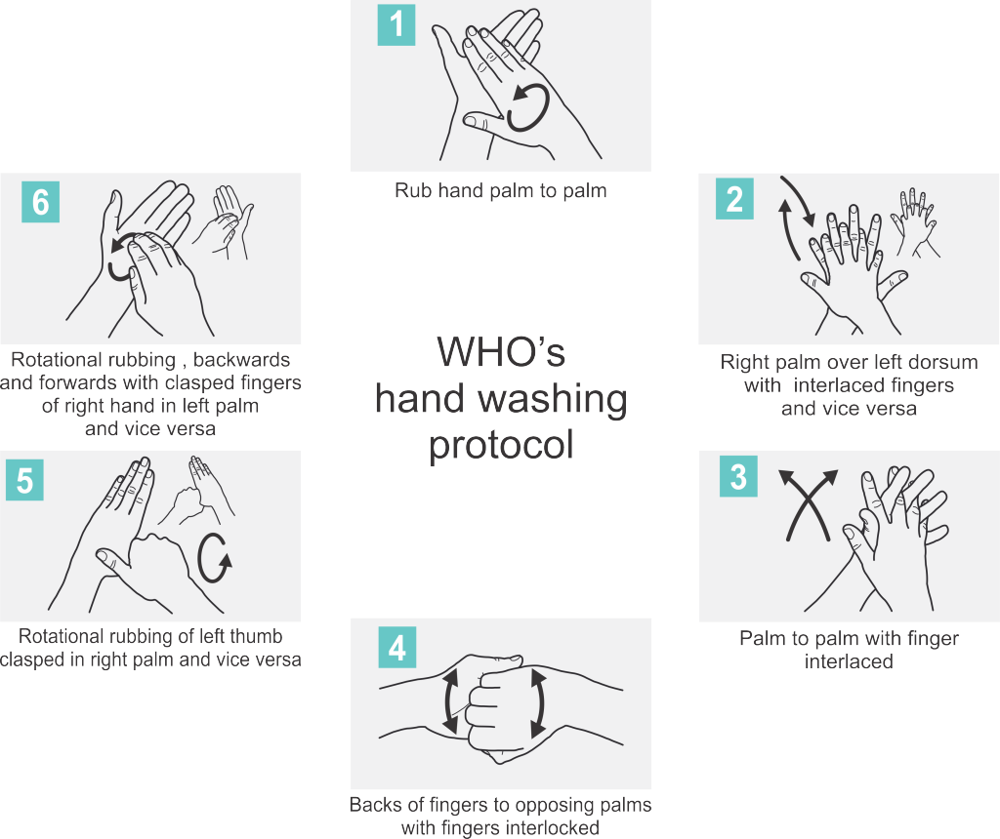 1
Rub hand palm to palm
2
Right palm over left dorsum
with interlaced fingers
and vice versa
3
Palm to palm with finger
interlaced
4
Backs of fingers to opposing palms
with fingers interlocked
5
Rotational rubbing of left thumb
clasped in right palm and vice versa
6
Rotational rubbing , backwards
and forwards with clasped fingers
of right hand in left palm
and vice versa
WHO’s
hand washing
protocol